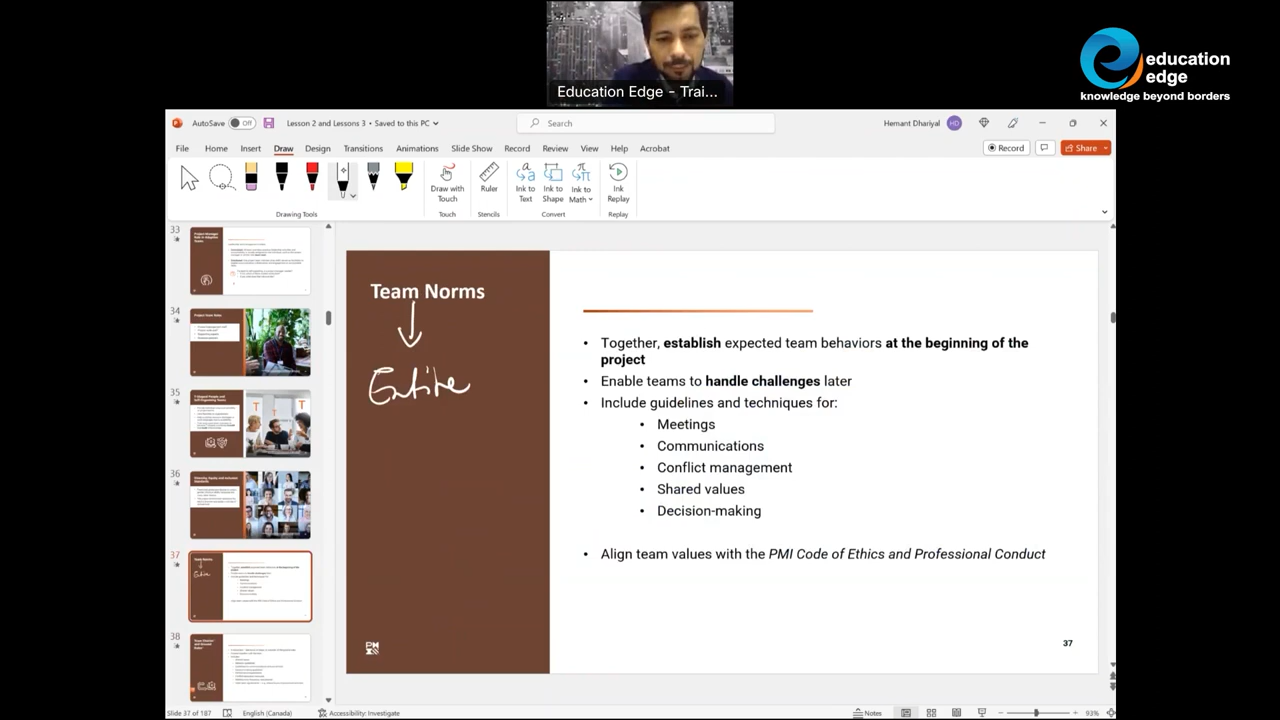 Education Edge - Trai...
education
edge
knowledge beyond borders
AutoSave Off Lesson 2 and Lessons 3 • Saved to this PC Search Hemant Dhariyal HD
File Home Insert Draw Design Transitions Animations Slide Show Record Review View Help Acrobat Record Share
Draw with Touch
Ruler
Ink to Text
Ink to Shape
Ink to Math
Ink Replay
Drawing Tools Touch Stencils Convert Replay
33
34
35
36
37
38
Team Norms
Entire
• Together, establish expected team behaviors at the beginning of the
project
• Enable teams to handle challenges later
• Include guidelines and techniques for:
• Meetings
• Communications
• Conflict management
• Shared values
• Decision-making
• Align team values with the PMI Code of Ethics and Professional Conduct
37
Slide 37 of 187 English (Canada) Accessibility: Investigate Notes 93%